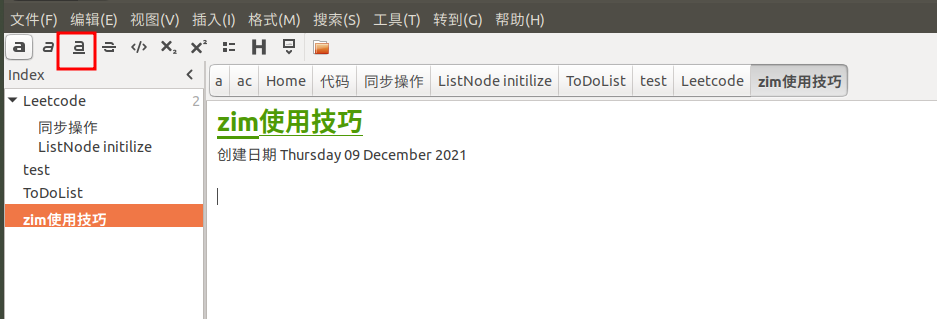 文件(F) 编辑(E) 视图(V) 插入(I) 格式(M) 搜索(S) 工具(T) 转到(G) 帮助(H)
a a a a </> X₂ X² H
Index
a ac Home 代码 同步操作 ListNode initilize ToDoList test Leetcode zim使用技巧
Leetcode 2
同步操作
ListNode initilize
test
ToDoList
zim使用技巧
zim使用技巧
创建日期 Thursday 09 December 2021